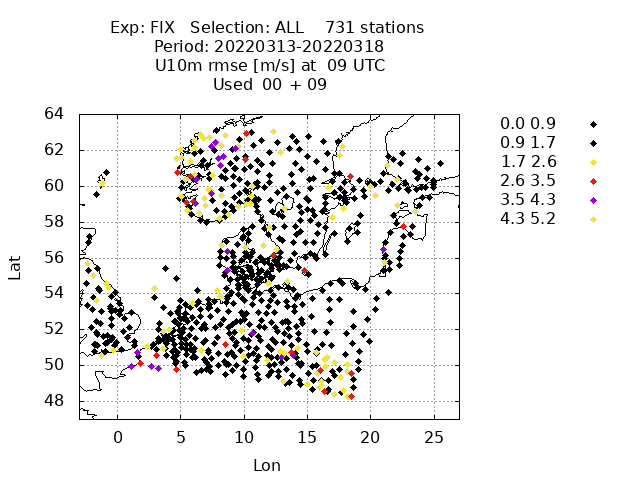 Exp: FIX   Selection: ALL    731 stations
Period: 20220313-20220318
U10m rmse [m/s] at  09 UTC
Used  00 + 09
64
62
60
58
56
54
52
50
48
Lat
0 5 10 15 20 25
Lon
0.0 0.9
0.9 1.7
1.7 2.6
2.6 3.5
3.5 4.3
4.3 5.2